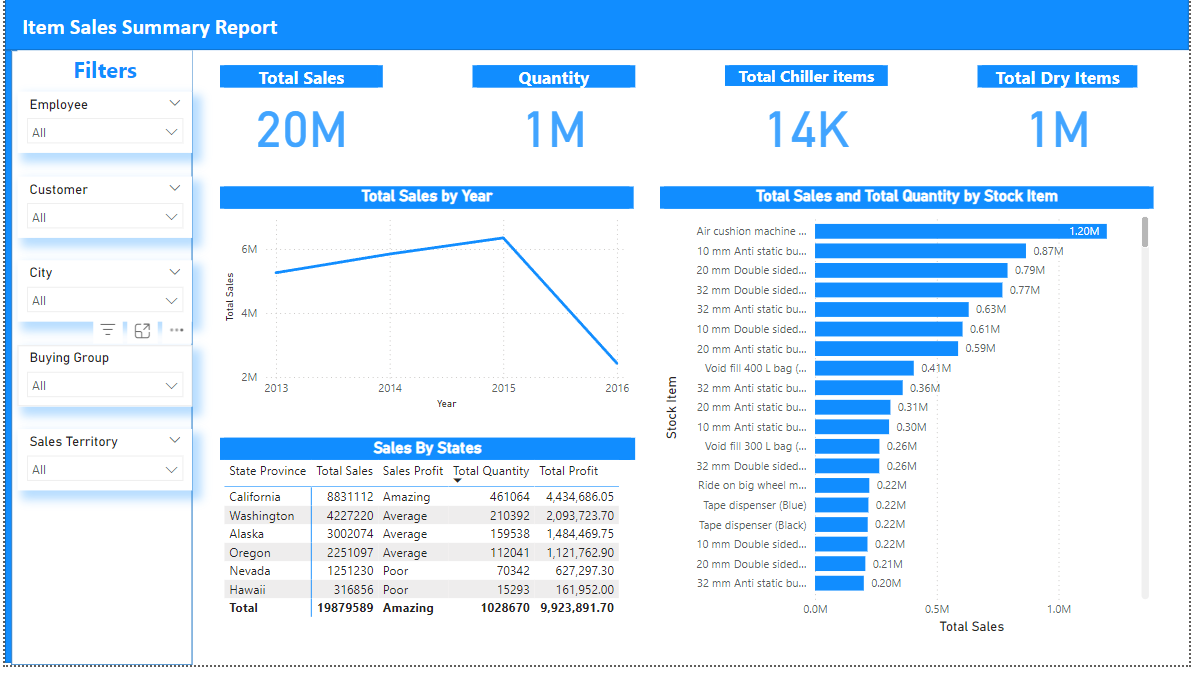 Item Sales Summary Report
Filters
Employee
All
Customer
All
City
All
Buying Group
All
Sales Territory
All
Total Sales
20M
Quantity
1M
Total Chiller items
14K
Total Dry Items
1M
Total Sales by Year
Total Sales
6M
4M
2M
2013 2014 2015 2016
Year
Sales By States
State Province Total Sales Sales Profit Total Quantity Total Profit
California 8831112 Amazing 461064 4,434,686.05
Washington 4227220 Average 210392 2,093,723.70
Alaska 3002074 Average 159538 1,484,469.75
Oregon 2251097 Average 112041 1,121,762.90
Nevada 1251230 Poor 70342 627,297.30
Hawaii 316856 Poor 15293 161,952.00
Total 19879589 Amazing 1028670 9,923,891.70
Total Sales and Total Quantity by Stock Item
Stock Item
Air cushion machine ... 1.20M
10 mm Anti static bu... 0.87M
20 mm Double sided... 0.79M
32 mm Double sided... 0.77M
32 mm Anti static bu... 0.63M
10 mm Double sided... 0.61M
20 mm Anti static bu... 0.59M
Void fill 400 L bag (... 0.41M
32 mm Anti static bu... 0.36M
20 mm Anti static bu... 0.31M
10 mm Anti static bu... 0.30M
Void fill 300 L bag (... 0.26M
32 mm Double sided... 0.26M
Ride on big wheel m... 0.22M
Tape dispenser (Blue) 0.22M
Tape dispenser (Black) 0.22M
10 mm Double sided... 0.22M
20 mm Double sided... 0.21M
32 mm Anti static bu... 0.20M
0.0M 0.5M 1.0M
Total Sales